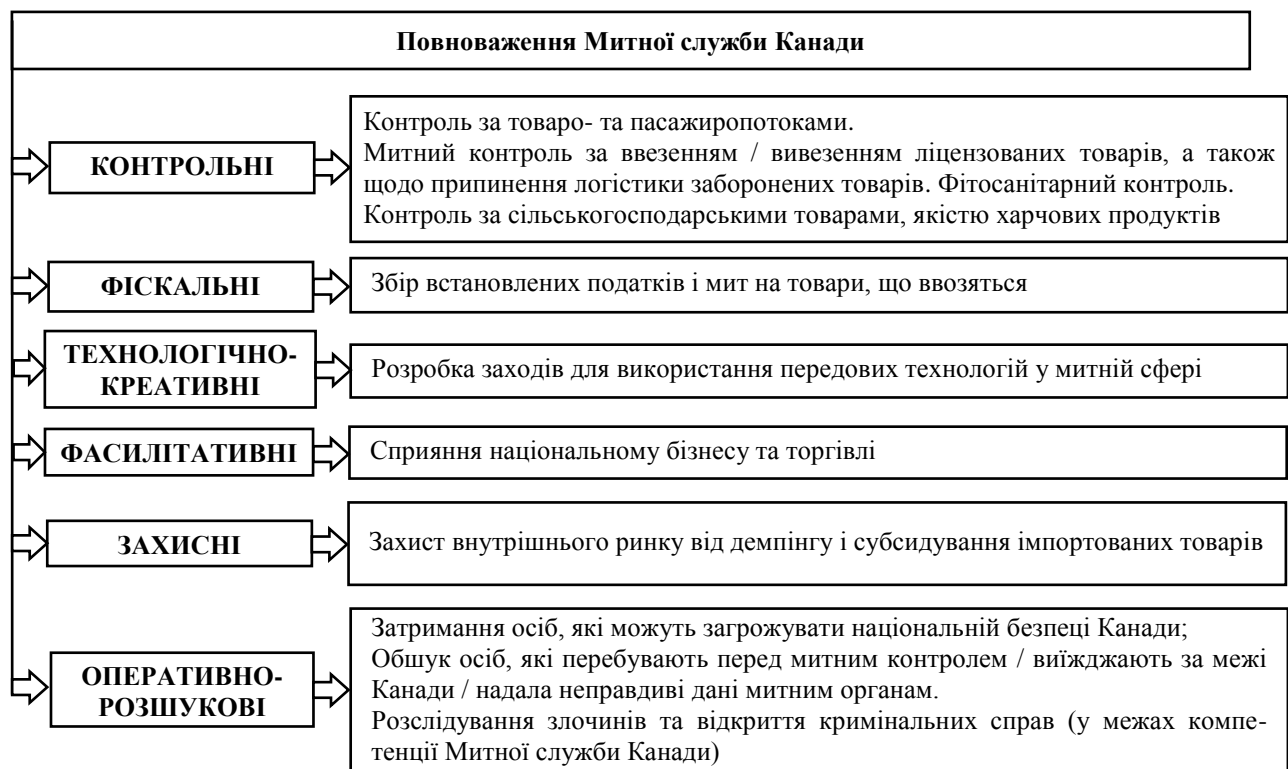 Повноваження Митної служби Канади
КОНТРОЛЬНІ
Контроль за товаро- та пасажиропотоками.
Митний контроль за ввезенням / вивезенням ліцензованих товарів, а також
щодо припинення логістики заборонених товарів. Фітосанітарний контроль.
Контроль за сільськогосподарськими товарами, якістю харчових продуктів
ФІСКАЛЬНІ
Збір встановлених податків і мит на товари, що ввозяться
ТЕХНОЛОГІЧНО-
КРЕАТИВНІ
Розробка заходів для використання передових технологій у митній сфері
ФАСИЛІТАТИВНІ
Сприяння національному бізнесу та торгівлі
ЗАХИСНІ
Захист внутрішнього ринку від демпінгу і субсидування імпортованих товарів
ОПЕРАТИВНО-
РОЗШУКОВІ
Затримання осіб, які можуть загрожувати національній безпеці Канади;
Обшук осіб, які перебувають перед митним контролем / виїжджають за межі
Канади / надала неправдиві дані митним органам.
Розслідування злочинів та відкриття кримінальних справ (у межах компе-
тенції Митної служби Канади)